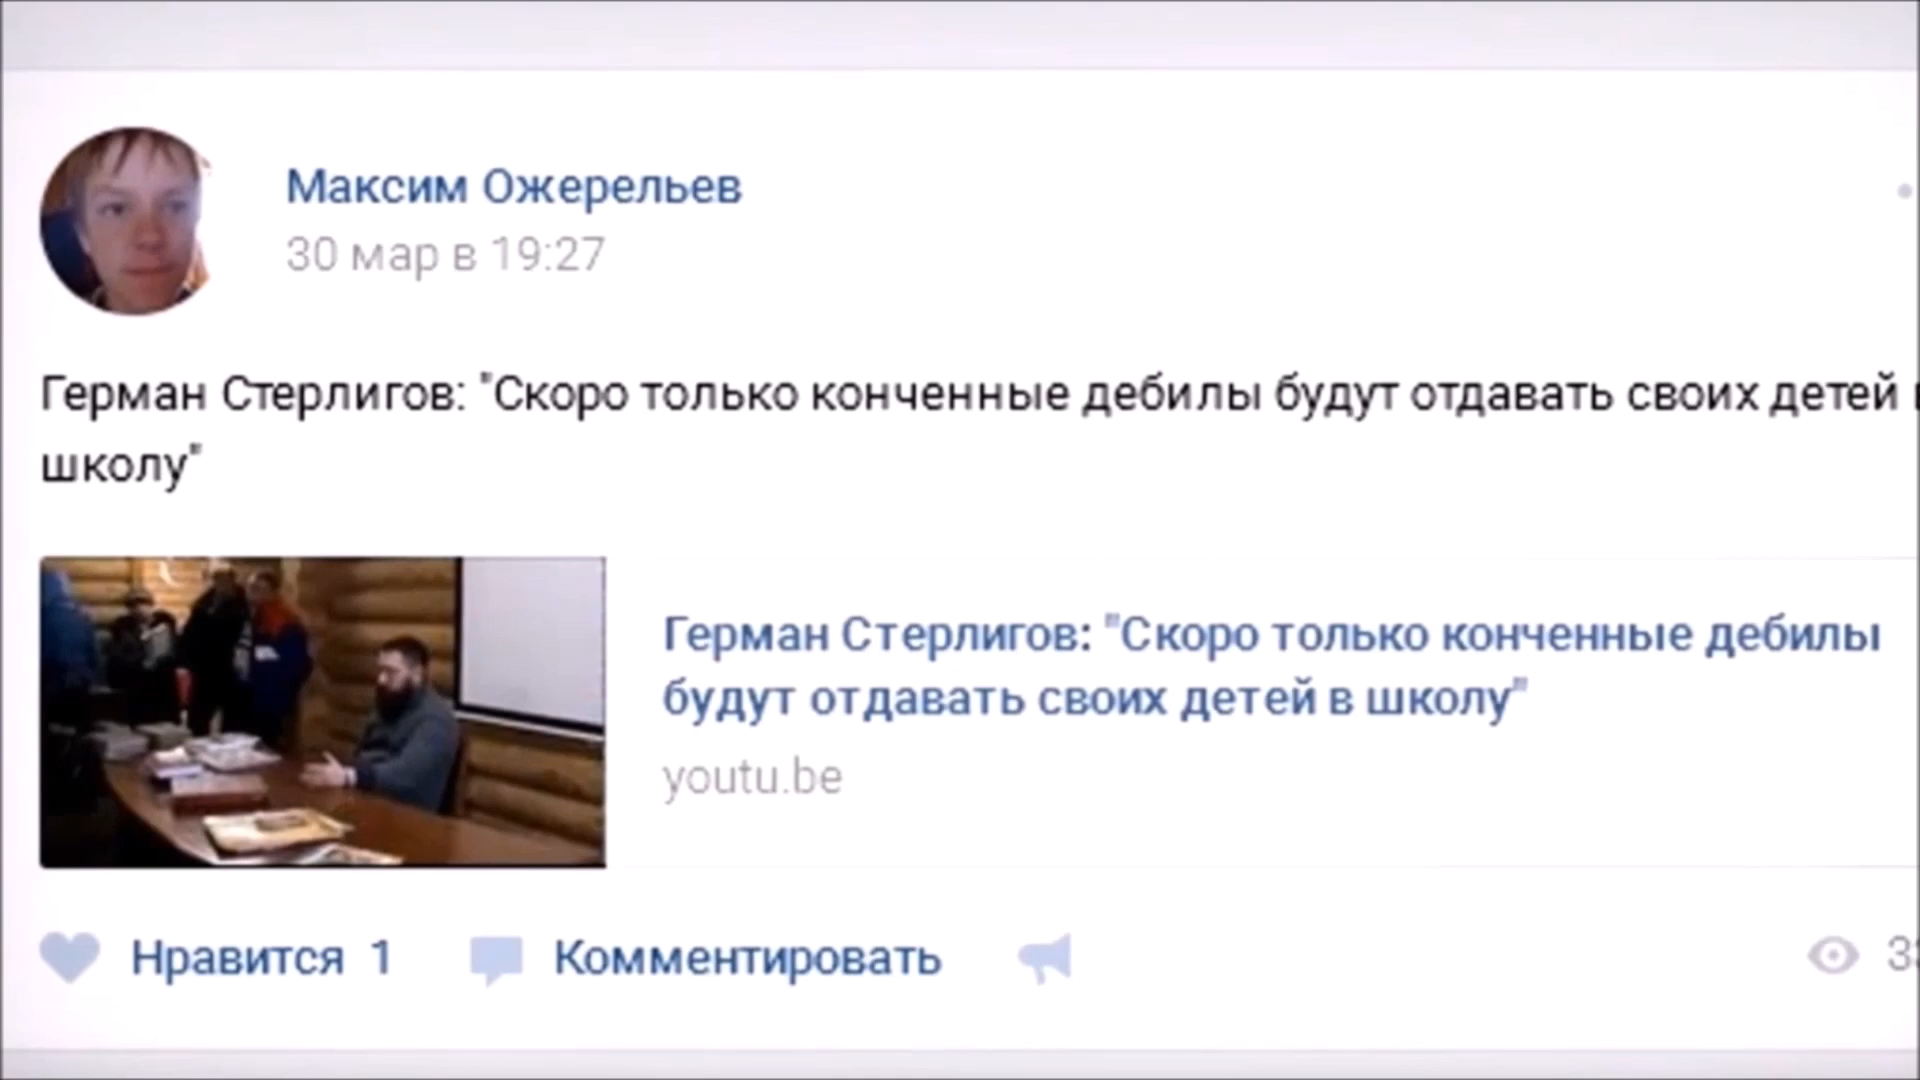 Максим Ожерельев
30 мар в 19:27
Герман Стерлигов: "Скоро только конченные дебилы будут отдавать своих детей
школу"
Герман Стерлигов: "Скоро только конченные дебилы
будут отдавать своих детей в школу"
youtu.be
Нравится 1
Комментировать